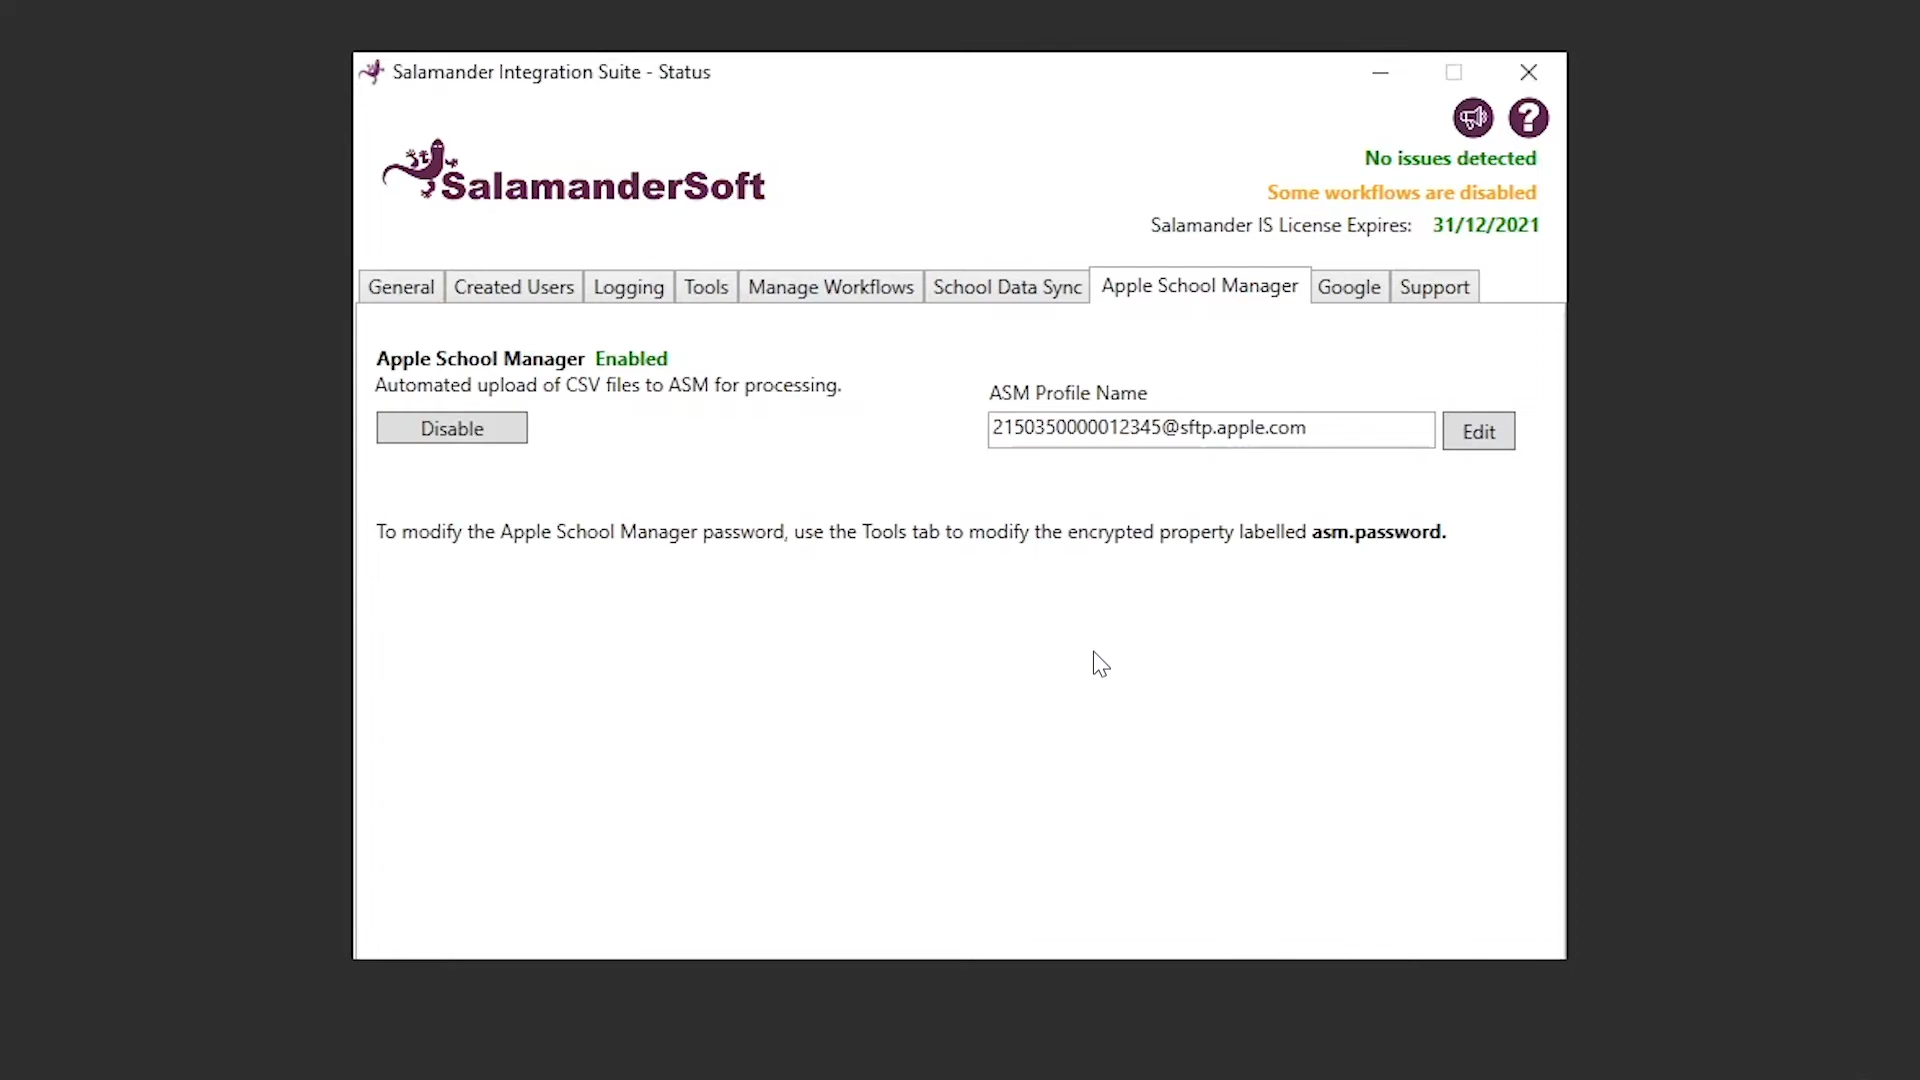 Salamander Integration Suite - Status
SalamanderSoft
No issues detected
Some workflows are disabled
Salamander IS License Expires: 31/12/2021
General Created Users Logging Tools Manage Workflows School Data Sync Apple School Manager Google Support
Apple School Manager Enabled
Automated upload of CSV files to ASM for processing.
ASM Profile Name
Disable
2150350000012345@sftp.apple.com
Edit
To modify the Apple School Manager password, use the Tools tab to modify the encrypted property labelled asm.password.